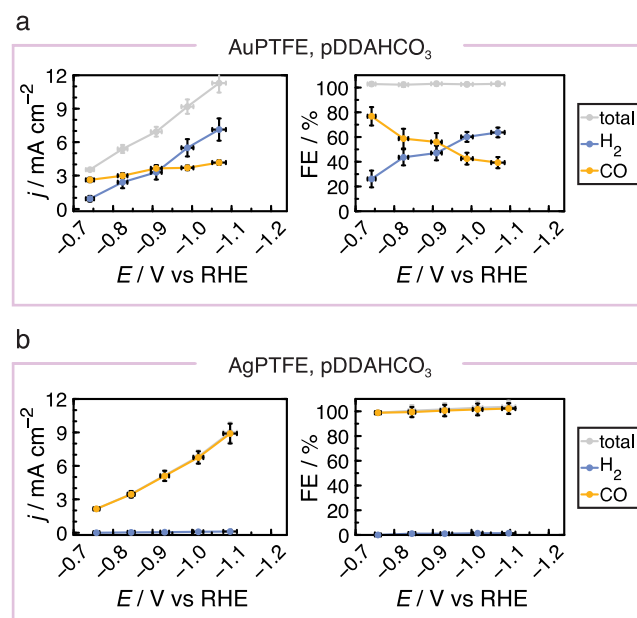 a
AuPTFE, pDDAHCO₃
j / mA cm⁻²
12
9
6
3
0
−0.7
−0.8
−0.9
−1.0
−1.1
−1.2
E / V vs RHE
FE / %
100
80
60
40
20
0
−0.7
−0.8
−0.9
−1.0
−1.1
−1.2
E / V vs RHE
total
H₂
CO
b
AgPTFE, pDDAHCO₃
j / mA cm⁻²
12
9
6
3
0
−0.7
−0.8
−0.9
−1.0
−1.1
−1.2
E / V vs RHE
FE / %
100
80
60
40
20
0
−0.7
−0.8
−0.9
−1.0
−1.1
−1.2
E / V vs RHE
total
H₂
CO